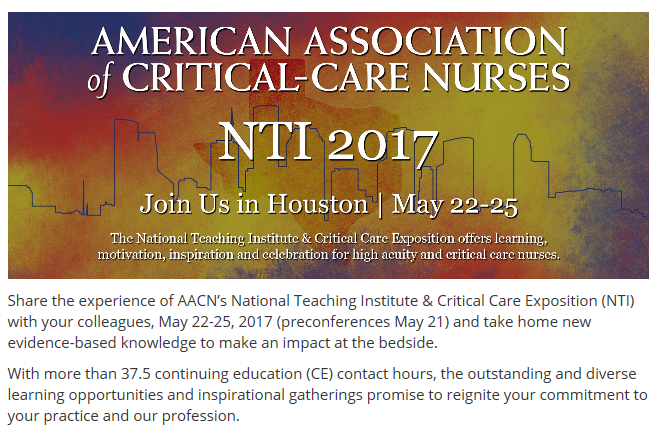 AMERICAN ASSOCIATION
of CRITICAL-CARE NURSES
NTI 2017
Join Us in Houston | May 22-25
The National Teaching Institute & Critical Care Exposition offers learning,
motivation, inspiration and celebration for high acuity and critical care nurses.
Share the experience of AACN’s National Teaching Institute & Critical Care Exposition (NTI)
with your colleagues, May 22-25, 2017 (preconferences May 21) and take home new
evidence-based knowledge to make an impact at the bedside.
With more than 37.5 continuing education (CE) contact hours, the outstanding and diverse
learning opportunities and inspirational gatherings promise to reignite your commitment to
your practice and our profession.